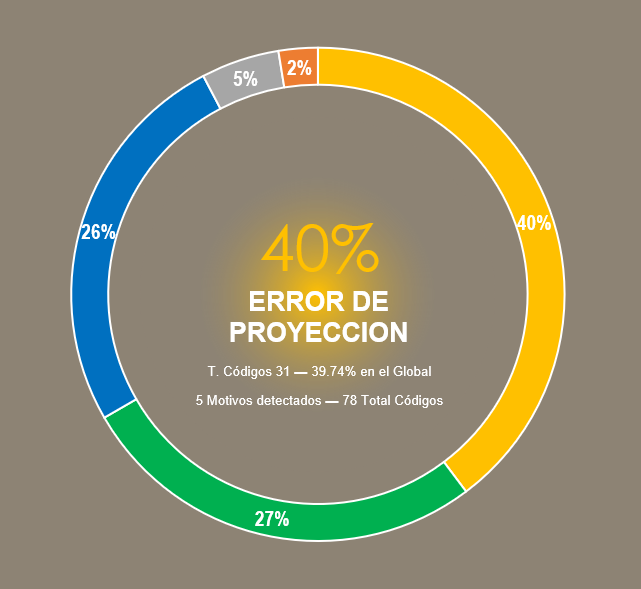 5%
2%
40%
26%
40%
ERROR DE
PROYECCION
T. Códigos 31 — 39.74% en el Global
5 Motivos detectados — 78 Total Códigos
27%